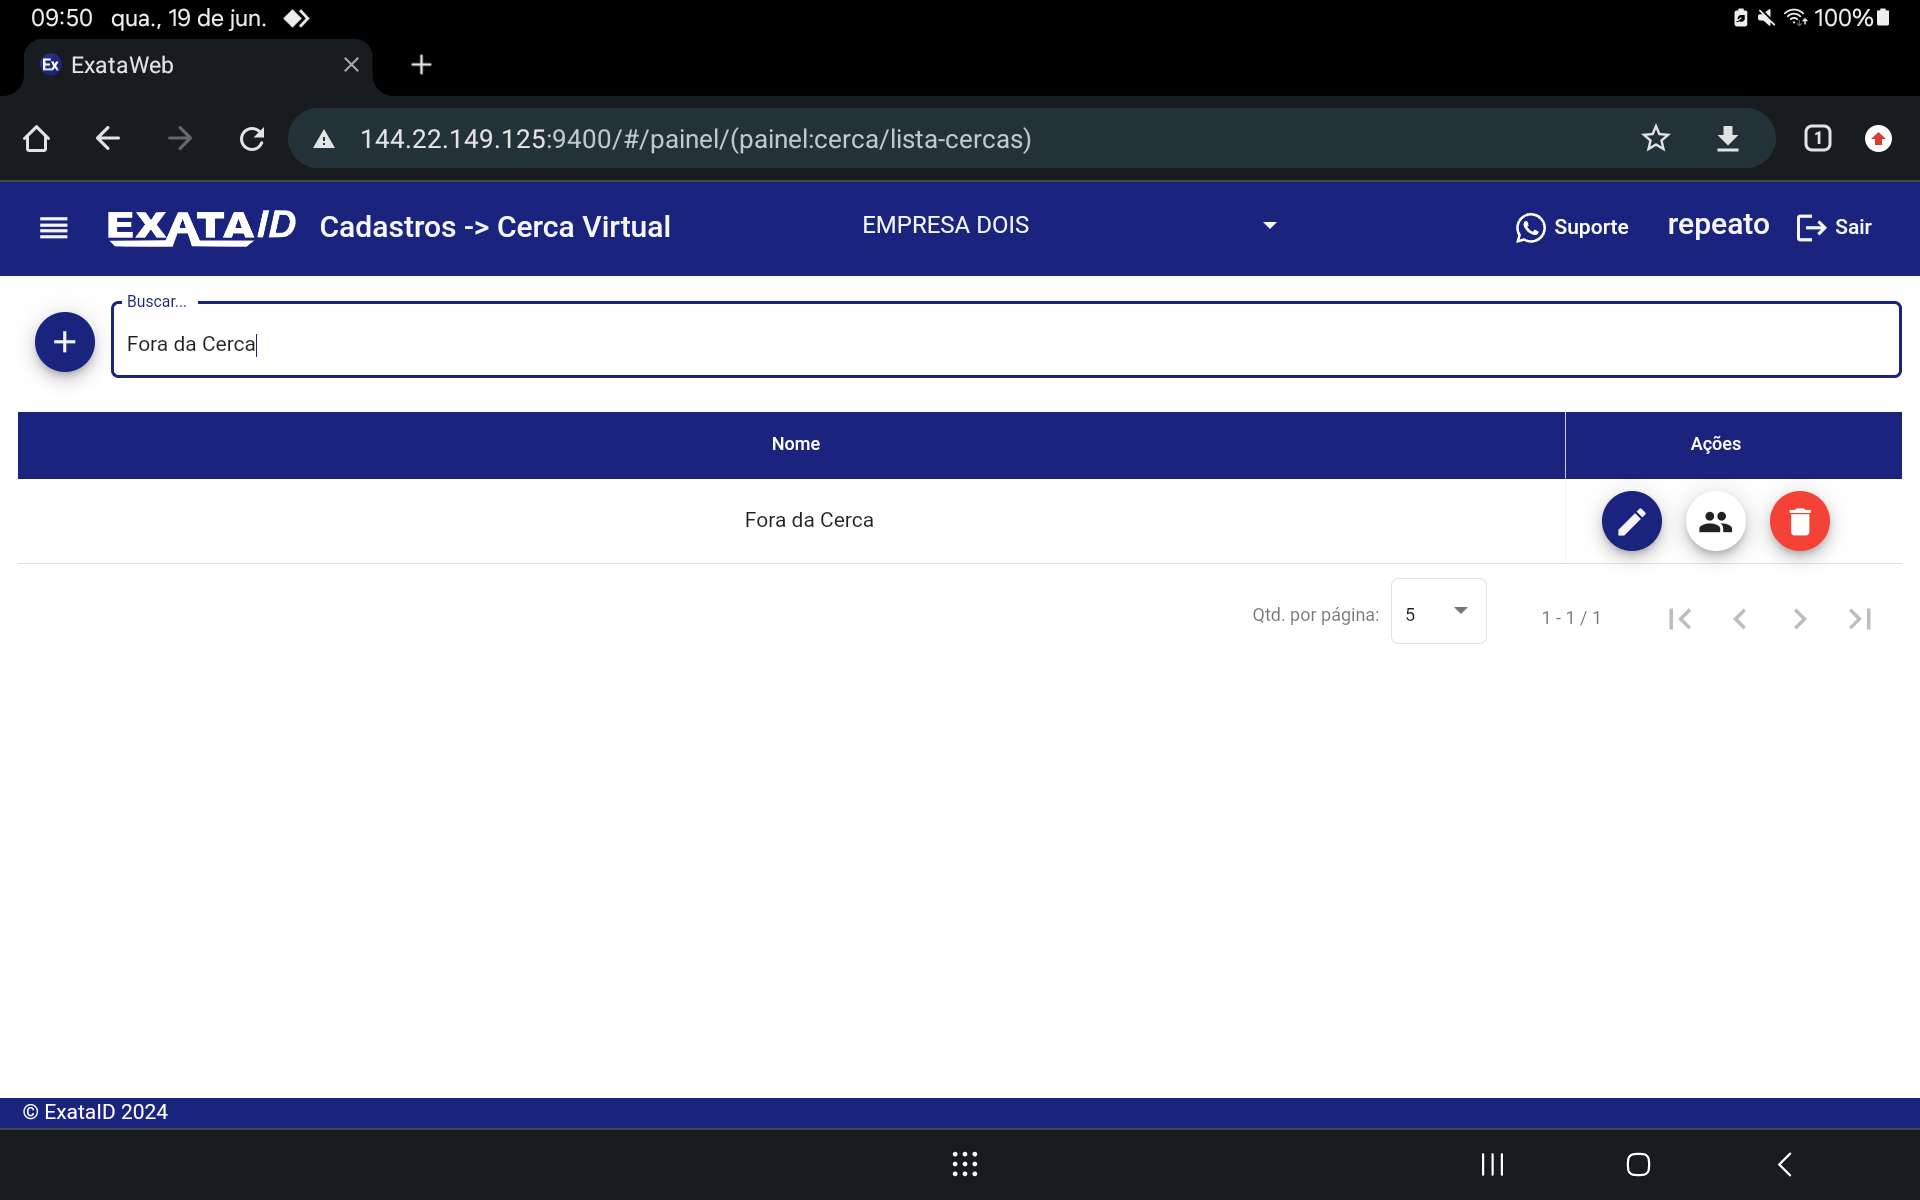 09:50 qua., 19 de jun. 100%
Ex ExataWeb
144.22.149.125:9400/#/painel/(painel:cerca/lista-cercas) 1
EXATAID Cadastros -> Cerca Virtual EMPRESA DOIS Suporte repeato Sair
Buscar...
Fora da Cerca
Nome Ações
Fora da Cerca
Qtd. por página: 5 1 - 1 / 1
© ExataID 2024